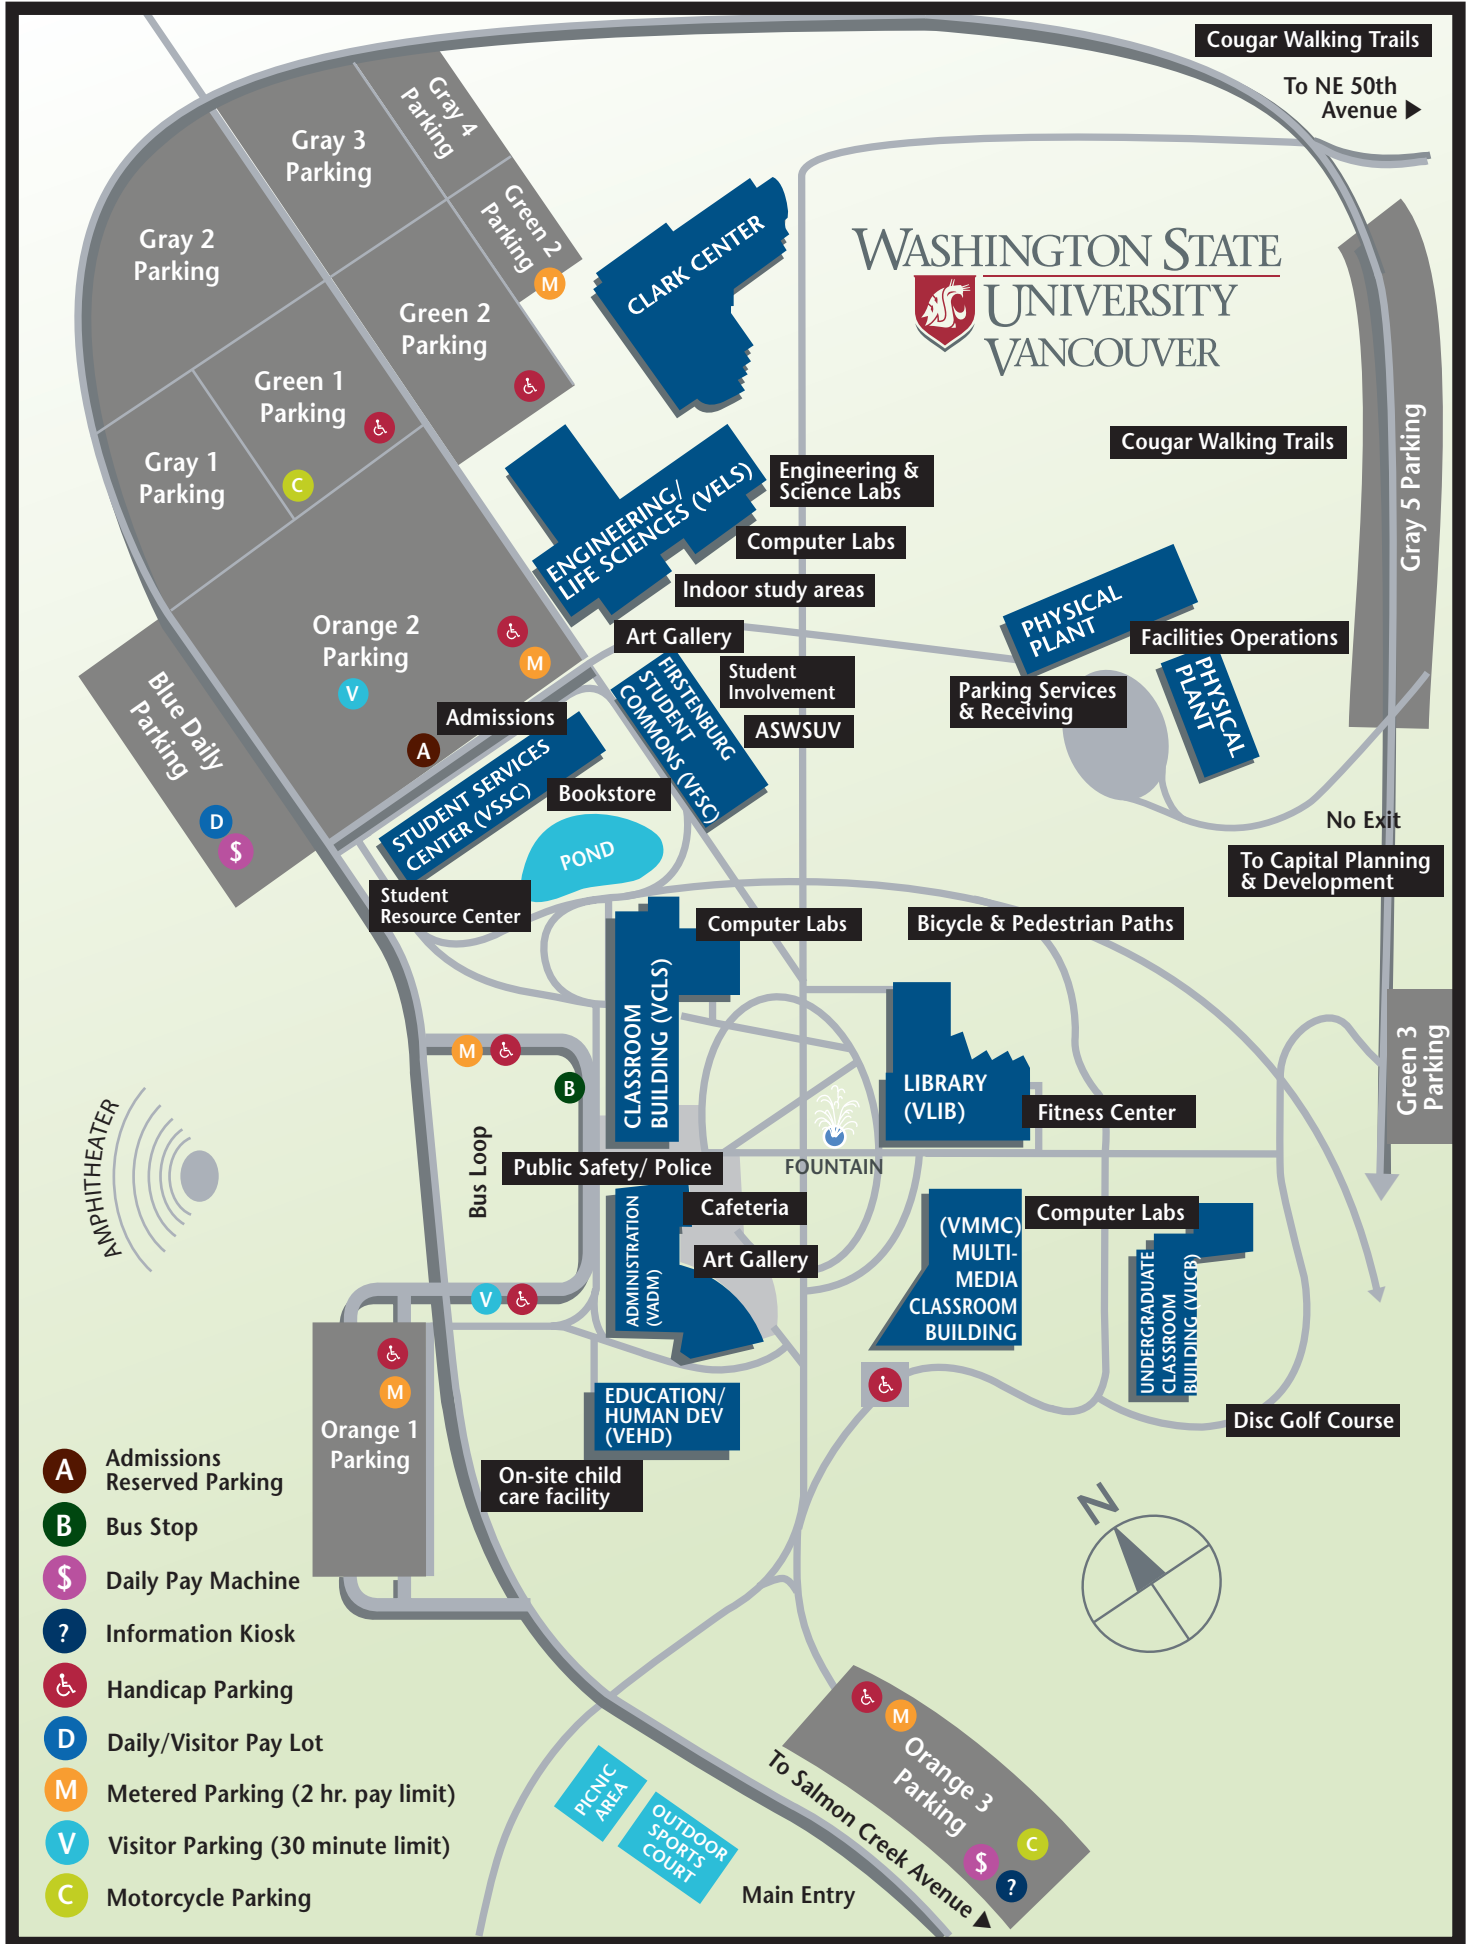 Cougar Walking Trails
To NE 50th
Avenue
Gray 4
Parking
Gray 3
Parking
Green 2
Parking
M
Gray 2
Parking
CLARK CENTER
WASHINGTON STATE
UNIVERSITY
VANCOUVER
Green 2
Parking
Green 1
Parking
Gray 1
Parking
C
Gray 5 Parking
Cougar Walking Trails
Engineering &
Science Labs
ENGINEERING/
LIFE SCIENCES (VELS)
Computer Labs
Indoor study areas
PHYSICAL
PLANT
Facilities Operations
PHYSICAL
PLANT
Parking Services
& Receiving
Art Gallery
Student
Involvement
ASWSUV
FIRSTENBURG
STUDENT
COMMONS (VFSC)
Orange 2
Parking
M
V
A
Admissions
Blue Daily
Parking
D
$
STUDENT SERVICES
CENTER (VSSC)
Bookstore
POND
Student
Resource Center
No Exit
To Capital Planning
& Development
Computer Labs
Bicycle & Pedestrian Paths
CLASSROOM
BUILDING (VCLS)
LIBRARY
(VLIB)
Fitness Center
Green 3
Parking
M
B
Bus Loop
AMPHITHEATER
FOUNTAIN
Public Safety/ Police
Cafeteria
Art Gallery
ADMINISTRATION
(VADM)
(VMMC)
MULTI-
MEDIA
CLASSROOM
BUILDING
Computer Labs
UNDERGRADUATE
CLASSROOM
BUILDING (VUCB)
V
M
Orange 1
Parking
EDUCATION/
HUMAN DEV
(VEHD)
On-site child
care facility
Disc Golf Course
N
A
Admissions
Reserved Parking
B
Bus Stop
$
Daily Pay Machine
?
Information Kiosk
Handicap Parking
D
Daily/Visitor Pay Lot
M
Metered Parking (2 hr. pay limit)
V
Visitor Parking (30 minute limit)
C
Motorcycle Parking
PICNIC
AREA
OUTDOOR
SPORTS
COURT
Main Entry
To Salmon Creek Avenue
M
Orange 3
Parking
C
$
?